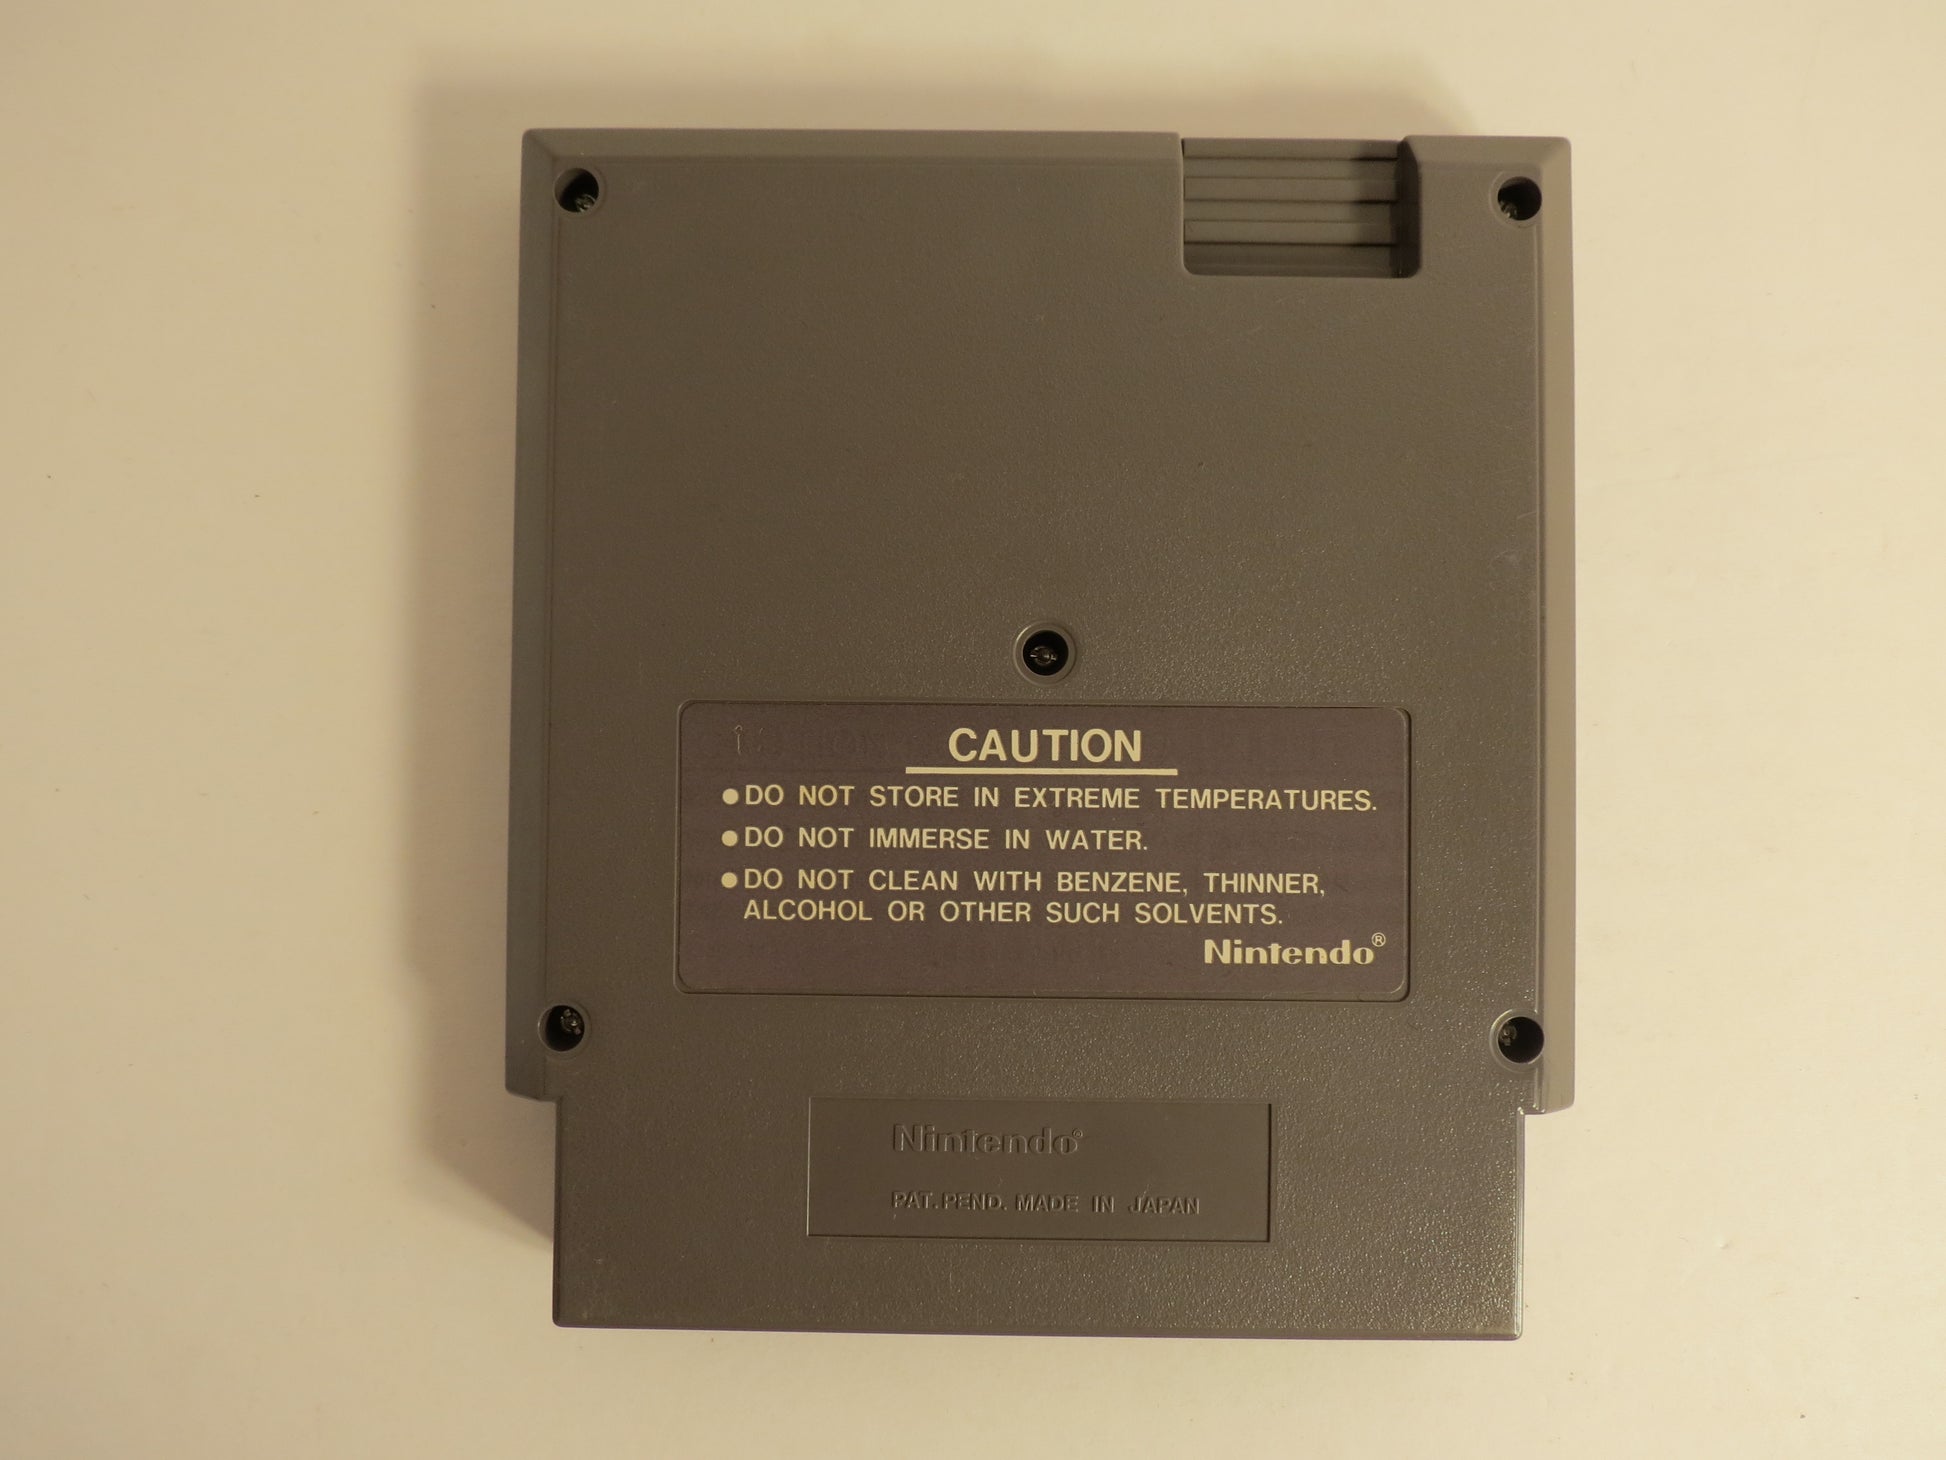 CAUTION
●DO NOT STORE IN EXTREME TEMPERATURES.
●DO NOT IMMERSE IN WATER.
●DO NOT CLEAN WITH BENZENE, THINNER,
ALCOHOL OR OTHER SUCH SOLVENTS.
Nintendo®
Nintendo®
PAT.PEND. MADE IN JAPAN